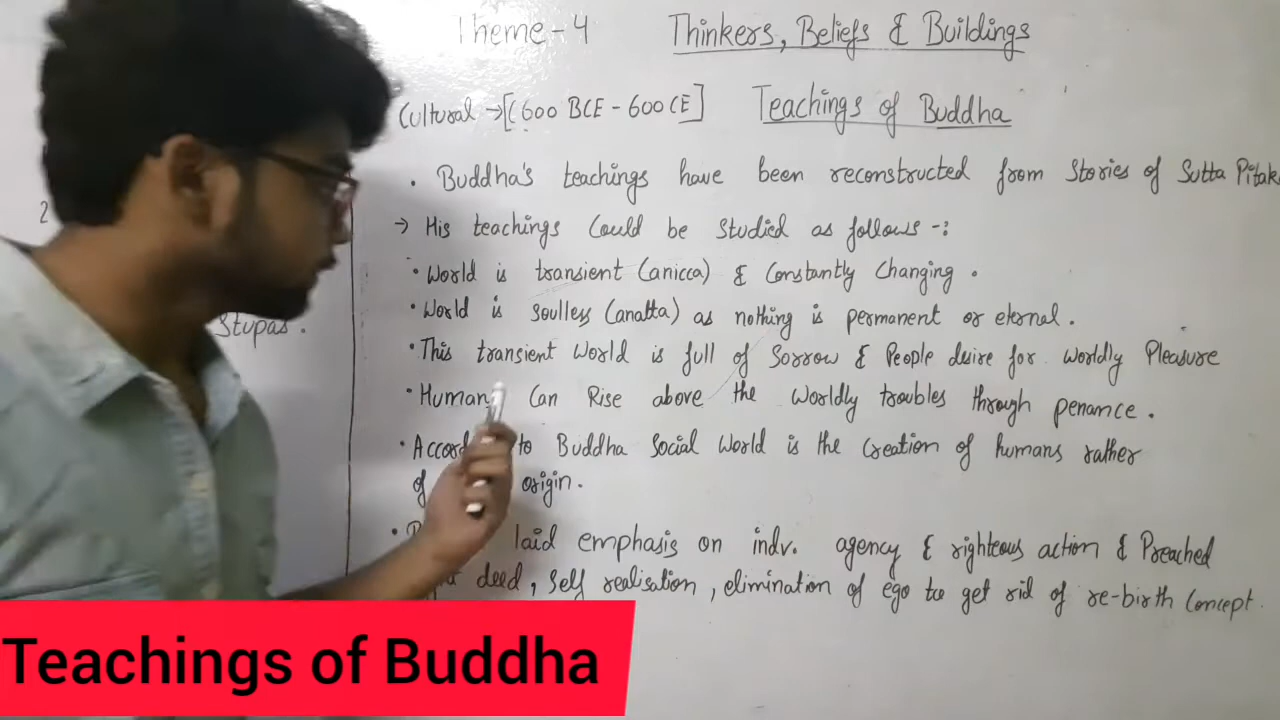 Theme-4 Thinkers, Beliefs & Buildings
Cultural →[600 BCE - 600 CE] Teachings of Buddha
• Buddha's teachings have been reconstructed from Stories of Sutta
2
→ His teachings Could be Studied as follows -:
• World is transient (anicca) & Constantly Changing .
• World is Soulless (anatta) as nothing is permanent or eternal .
Stupas .
• This transient World is full of Sorrow & People desire for Worldly Pleasure
• Human Can Rise above the Worldly troubles through penance .
• to Buddha Social World is the Creation of humans rather
of origin .
• laid emphasis on indv. agency & righteous action & Preached
deed , Self realisation , elimination of ego to get rid of re-birth Concept .
Teachings of Buddha